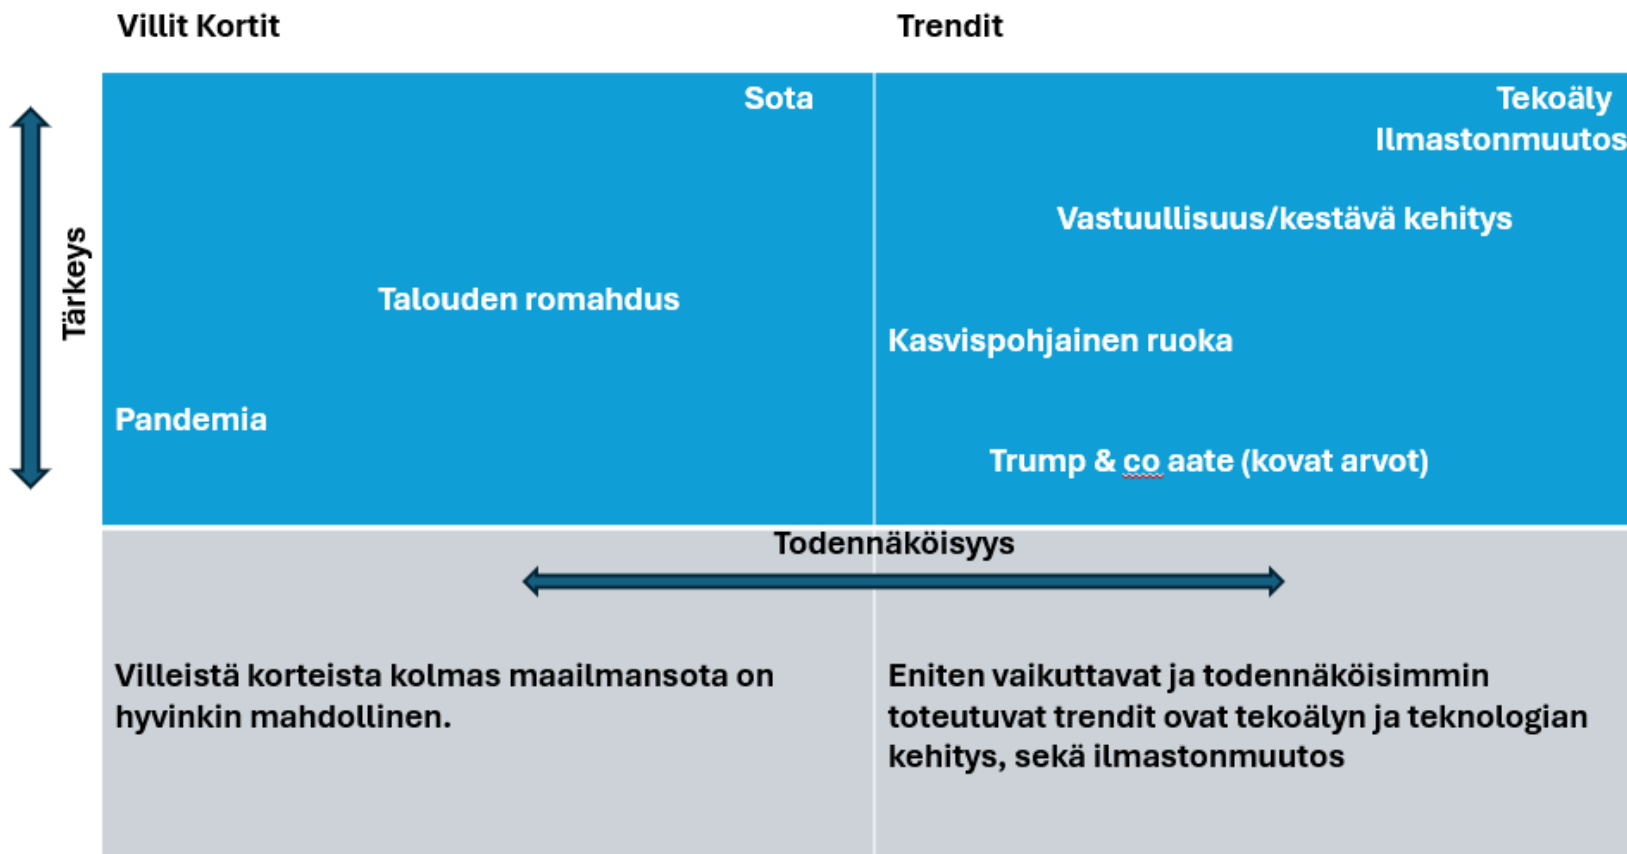 Villit Kortit
Trendit
Tärkeys
Sota
Talouden romahdus
Pandemia
Tekoäly
Ilmastonmuutos
Vastuullisuus/kestävä kehitys
Kasvispohjainen ruoka
Trump & co aate (kovat arvot)
Todennäköisyys
Villeistä korteista kolmas maailmansota on
hyvinkin mahdollinen.
Eniten vaikuttavat ja todennäköisimmin
toteutuvat trendit ovat tekoälyn ja teknologian
kehitys, sekä ilmastonmuutos